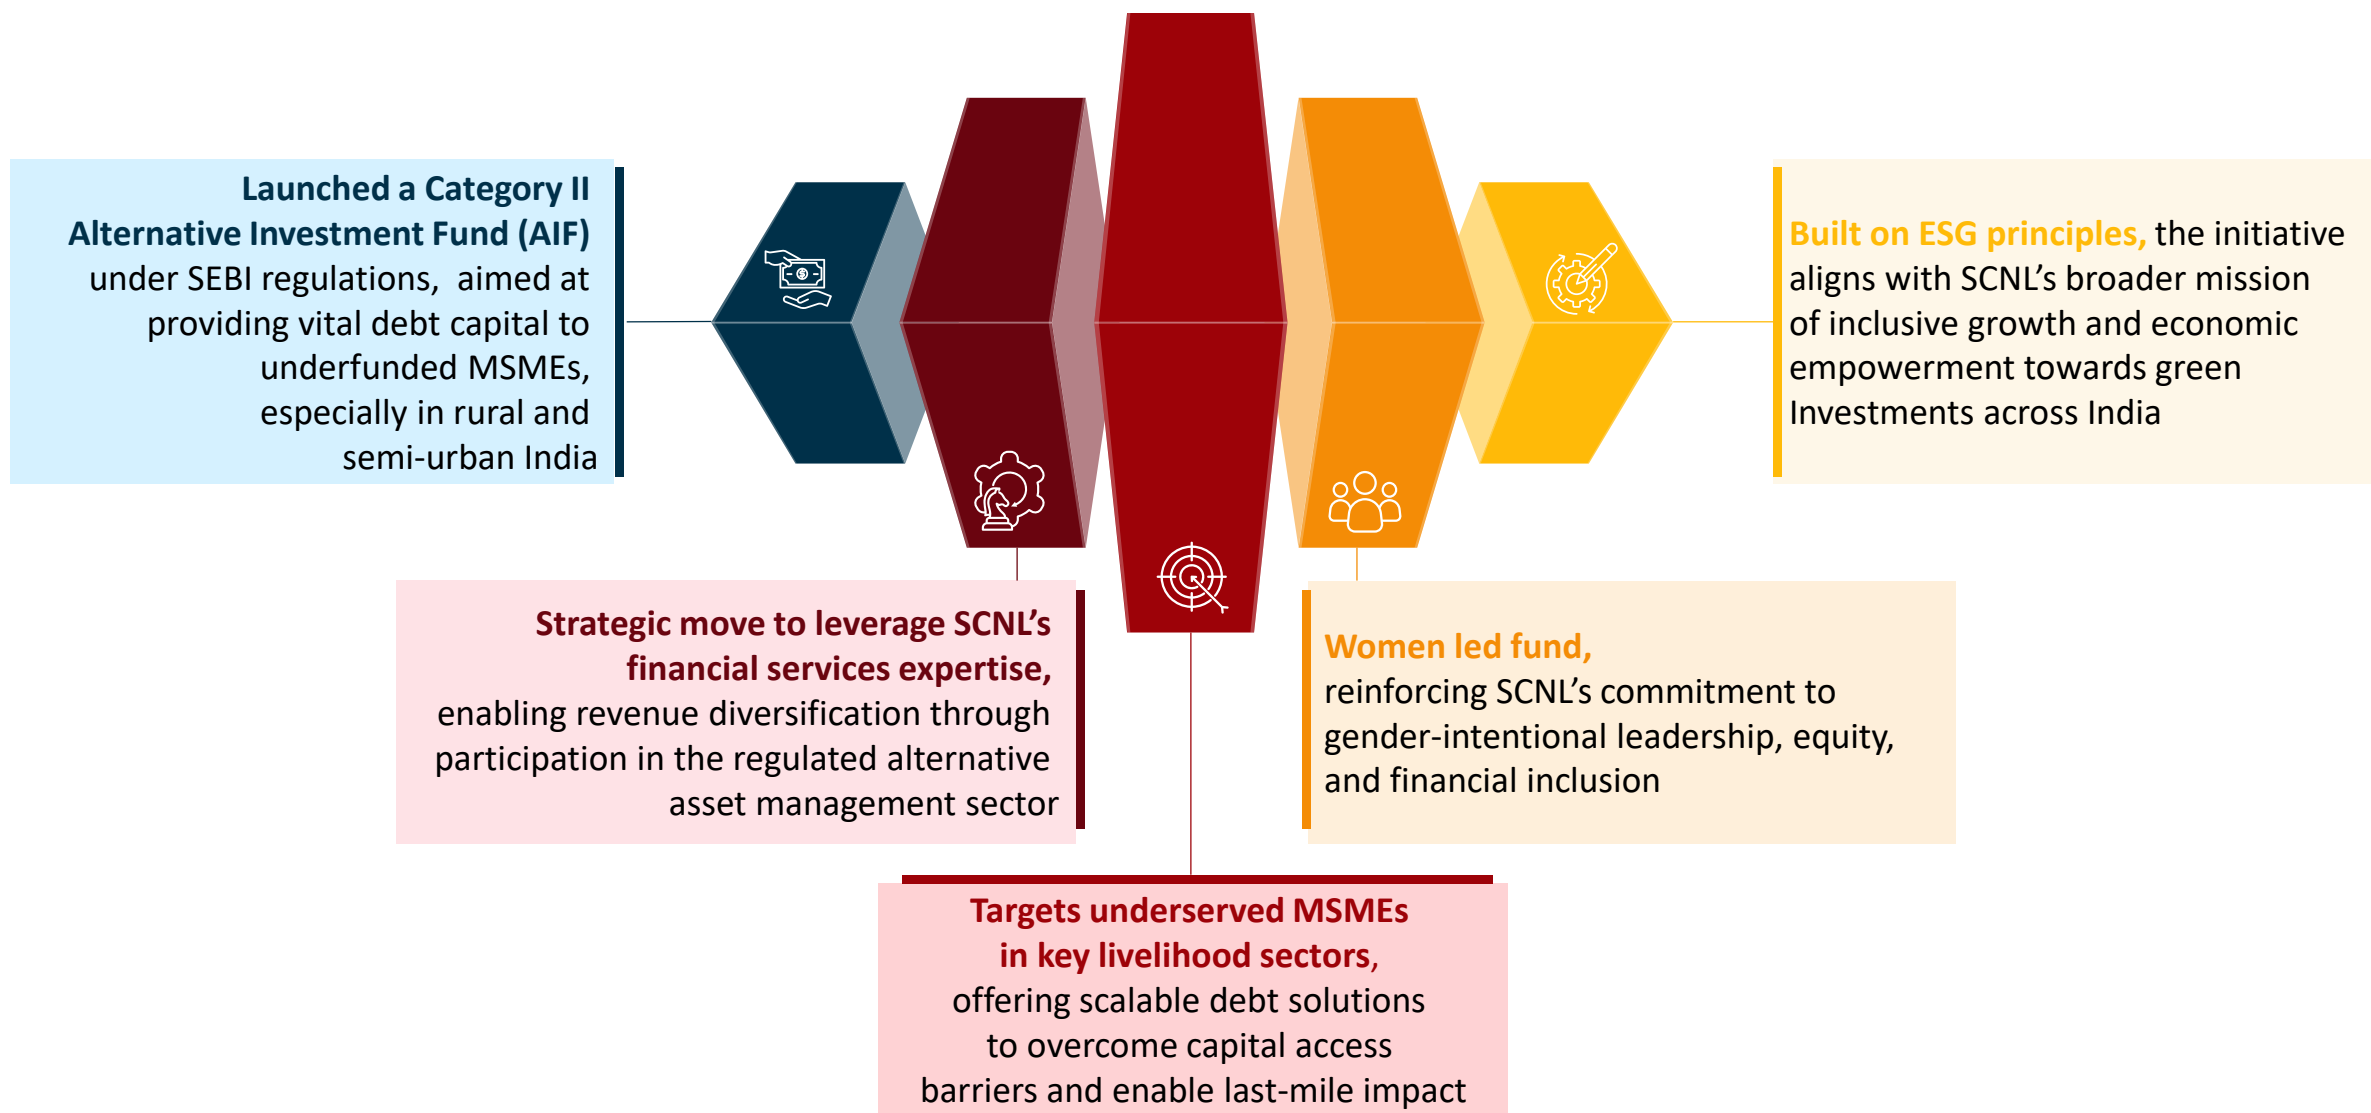 Launched a Category II
Alternative Investment Fund (AIF)
under SEBI regulations,  aimed at
providing vital debt capital to
underfunded MSMEs,
especially in rural and
semi-urban India
Strategic move to leverage SCNL’s
financial services expertise,
enabling revenue diversification through
participation in the regulated alternative
asset management sector
Targets underserved MSMEs
in key livelihood sectors,
offering scalable debt solutions
to overcome capital access
barriers and enable last-mile impact
Women led fund,
reinforcing SCNL’s commitment to
gender-intentional leadership, equity,
and financial inclusion
Built on ESG principles, the initiative
aligns with SCNL’s broader mission
of inclusive growth and economic
empowerment towards green
Investments across India